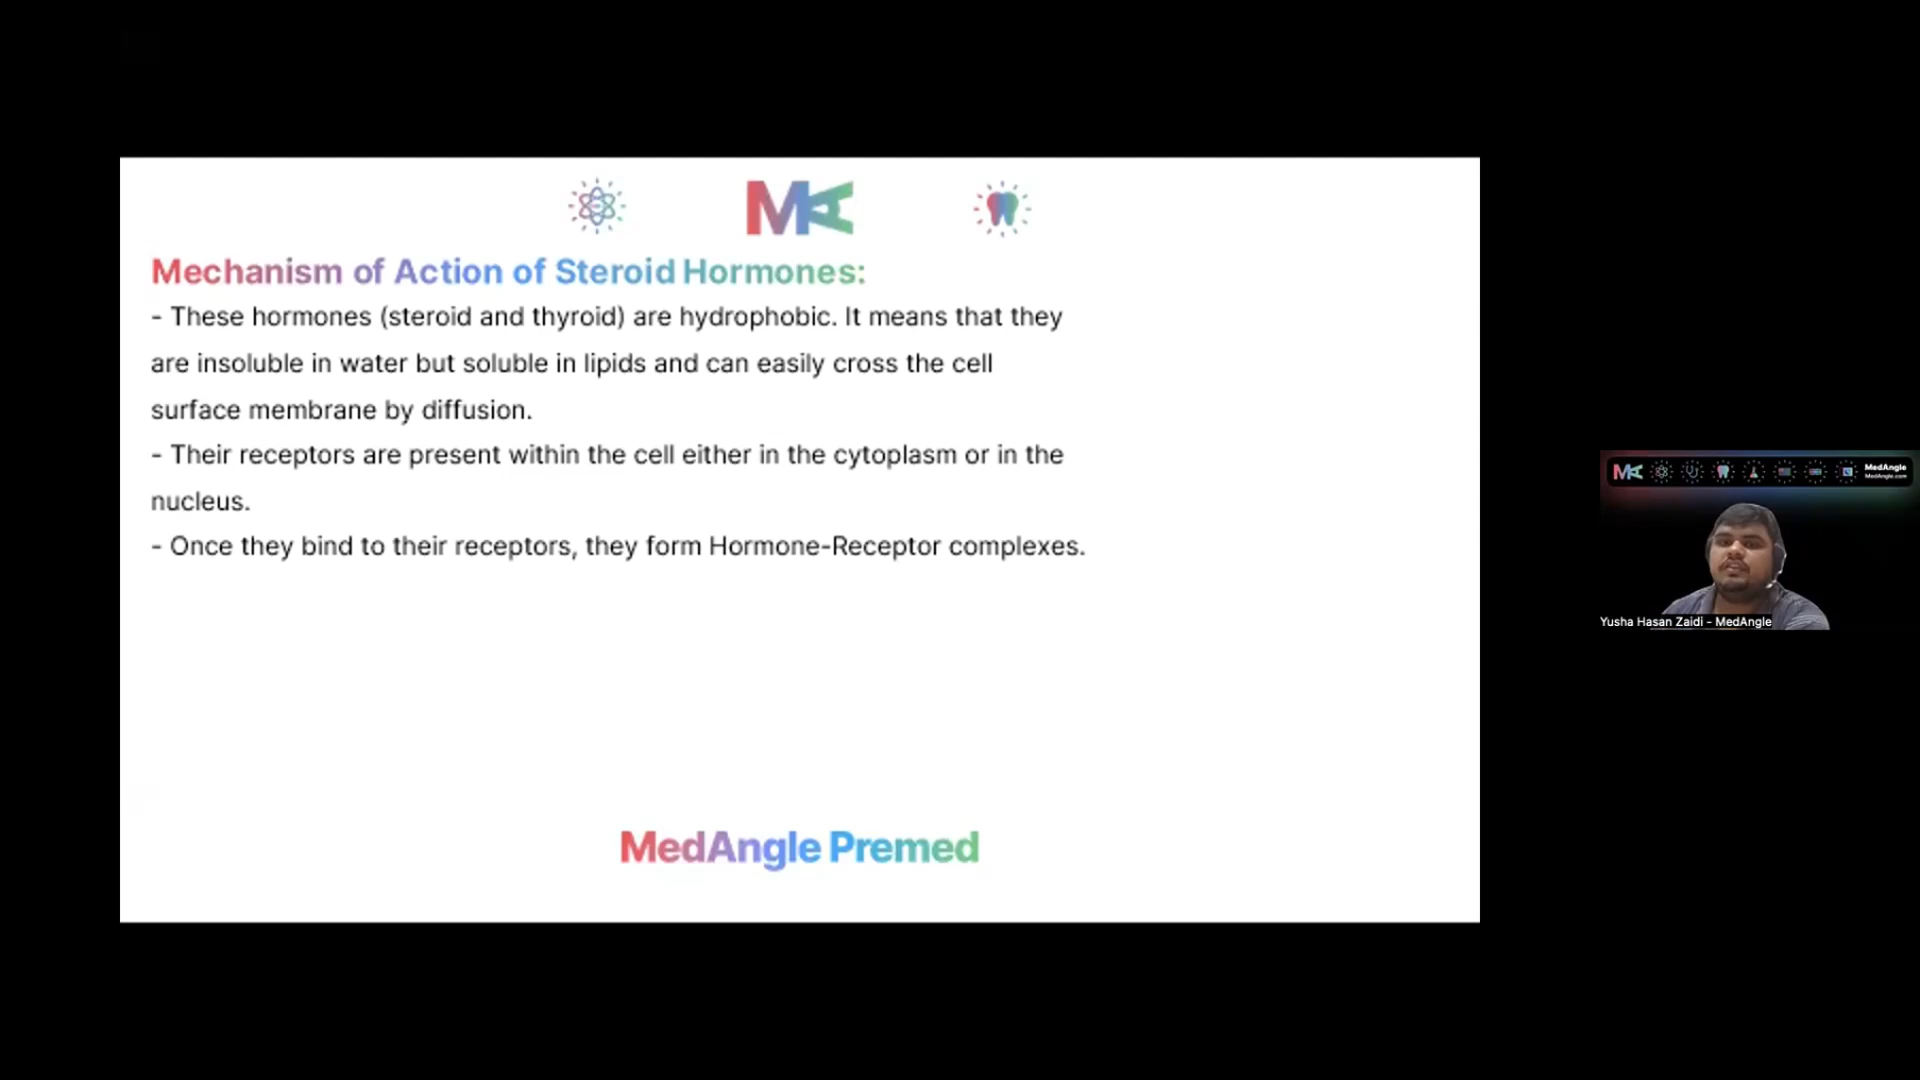 MA
Mechanism of Action of Steroid Hormones:
- These hormones (steroid and thyroid) are hydrophobic. It means that they
are insoluble in water but soluble in lipids and can easily cross the cell
surface membrane by diffusion.
- Their receptors are present within the cell either in the cytoplasm or in the
nucleus.
- Once they bind to their receptors, they form Hormone-Receptor complexes.
MedAngle Premed
MA
MedAngle
MedAngle.com
Yusha Hasan Zaidi - MedAngle